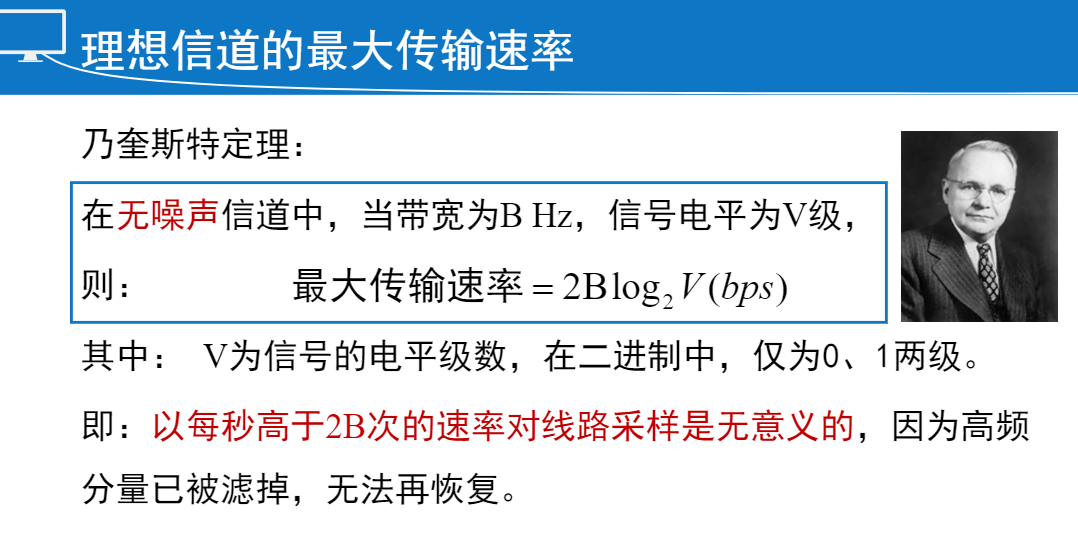 理想信道的最大传输速率
乃奎斯特定理：
在无噪声信道中，当带宽为B Hz，信号电平为V级，
则： 最大传输速率 = 2B log₂ V (bps)
其中： V为信号的电平级数，在二进制中，仅为0、1两级。
即：以每秒高于2B次的速率对线路采样是无意义的，因为高频
分量已被滤掉，无法再恢复。